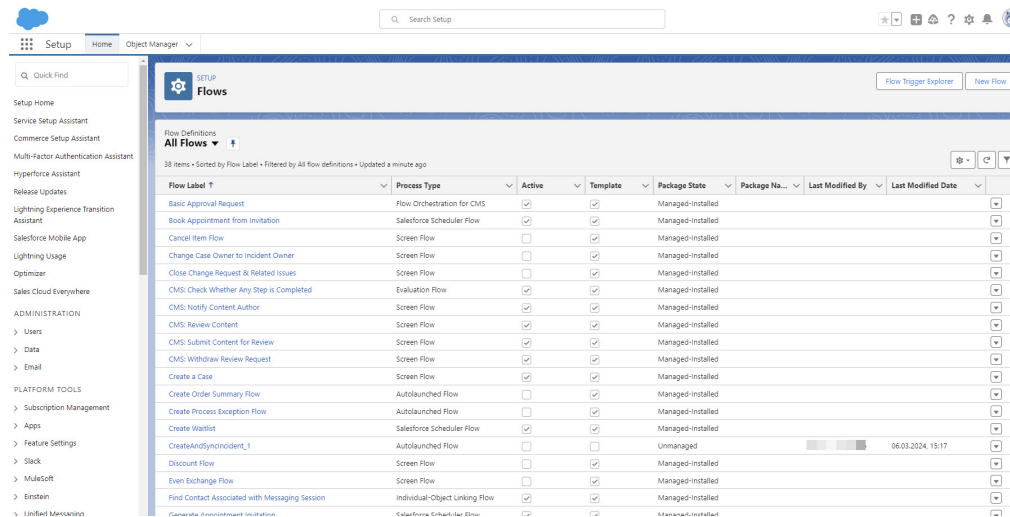 Search Setup
Setup Home Object Manager
Quick Find
Setup Home
Service Setup Assistant
Commerce Setup Assistant
Multi-Factor Authentication Assistant
Hyperforce Assistant
Release Updates
Lightning Experience Transition
Assistant
Salesforce Mobile App
Lightning Usage
Optimizer
Sales Cloud Everywhere
ADMINISTRATION
Users
Data
Email
PLATFORM TOOLS
Subscription Management
Apps
Feature Settings
Slack
MuleSoft
Einstein
Unified Messaging
SETUP
Flows
Flow Trigger Explorer New Flow
Flow Definitions
All Flows
38 items • Sorted by Flow Label • Filtered by All flow definitions • Updated a minute ago
Flow Label ↑ Process Type Active Template Package State Package Na... Last Modified By Last Modified Date
Basic Approval Request Flow Orchestration for CMS Managed-Installed
Book Appointment from Invitation Salesforce Scheduler Flow Managed-Installed
Cancel Item Flow Screen Flow Managed-Installed
Change Case Owner to Incident Owner Screen Flow Managed-Installed
Close Change Request & Related Issues Screen Flow Managed-Installed
CMS: Check Whether Any Step is Completed Evaluation Flow Managed-Installed
CMS: Notify Content Author Screen Flow Managed-Installed
CMS: Review Content Screen Flow Managed-Installed
CMS: Submit Content for Review Screen Flow Managed-Installed
CMS: Withdraw Review Request Screen Flow Managed-Installed
Create a Case Screen Flow Managed-Installed
Create Order Summary Flow Autolaunched Flow Managed-Installed
Create Process Exception Flow Autolaunched Flow Managed-Installed
Create Waitlist Salesforce Scheduler Flow Managed-Installed
CreateAndSyncIncident_1 Autolaunched Flow Unmanaged 06.03.2024, 15:17
Discount Flow Screen Flow Managed-Installed
Even Exchange Flow Screen Flow Managed-Installed
Find Contact Associated with Messaging Session Individual-Object Linking Flow Managed-Installed
Generate Appointment Invitation Salesforce Scheduler Flow Managed-Installed